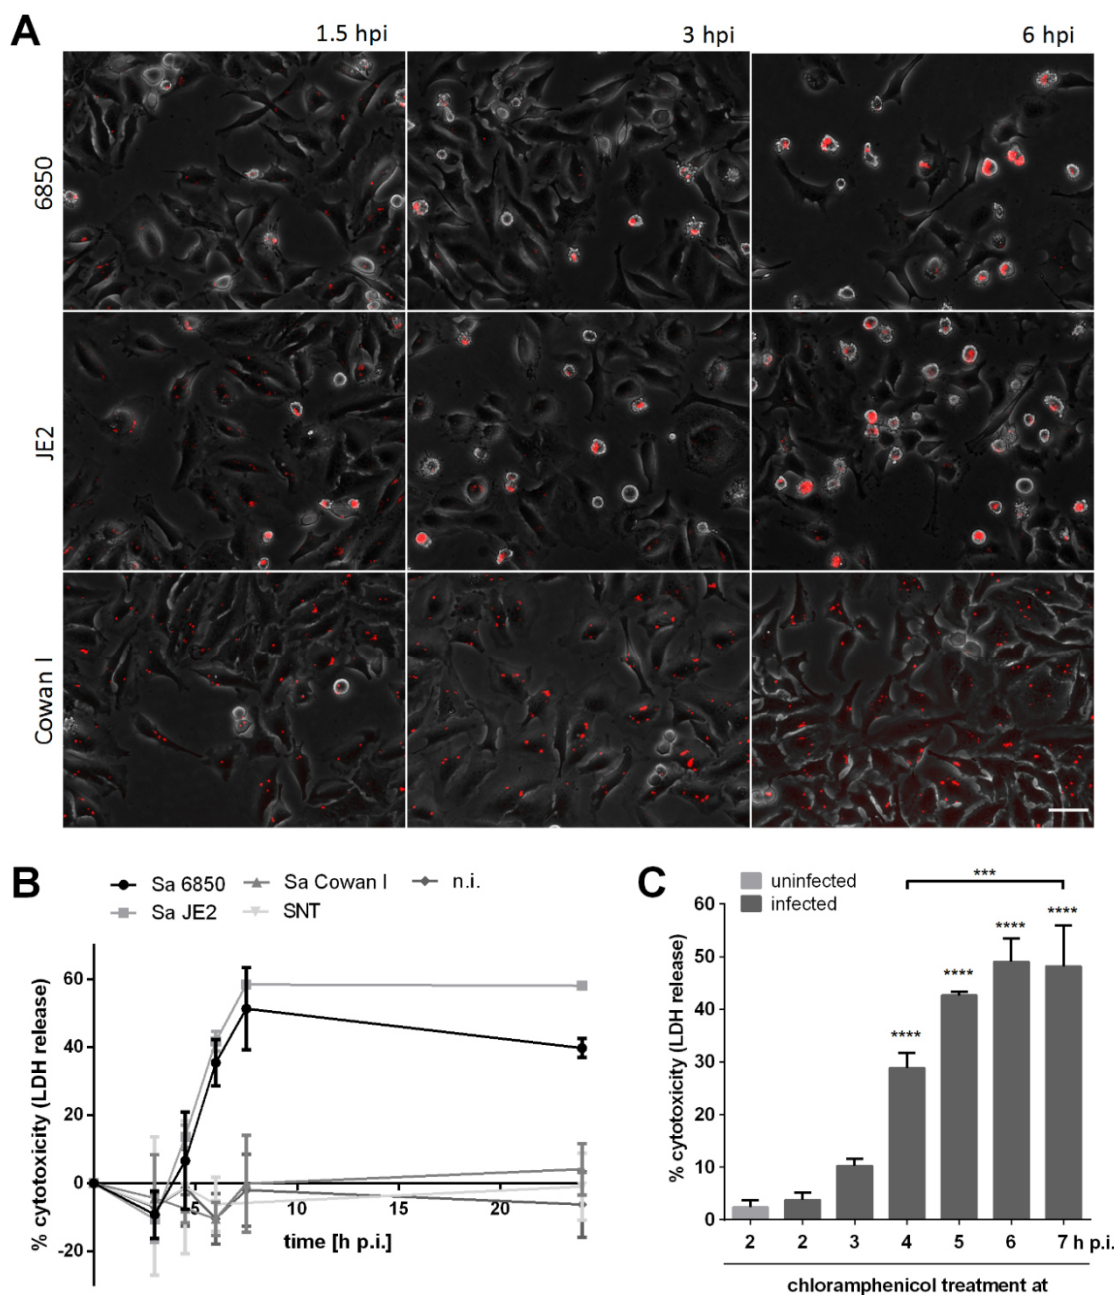 A
1.5 hpi
3 hpi
6 hpi
6850
JE2
Cowan I
B
Sa 6850
Sa Cowan I
n.i.
Sa JE2
SNT
% cytotoxicity (LDH release)
60
40
20
0
-20
5
10
15
20
time [h p.i.]
C
uninfected
infected
***
% cytotoxicity (LDH release)
60
50
40
30
20
10
0
****
****
****
****
2 2 3 4 5 6 7 h p.i.
chloramphenicol treatment at